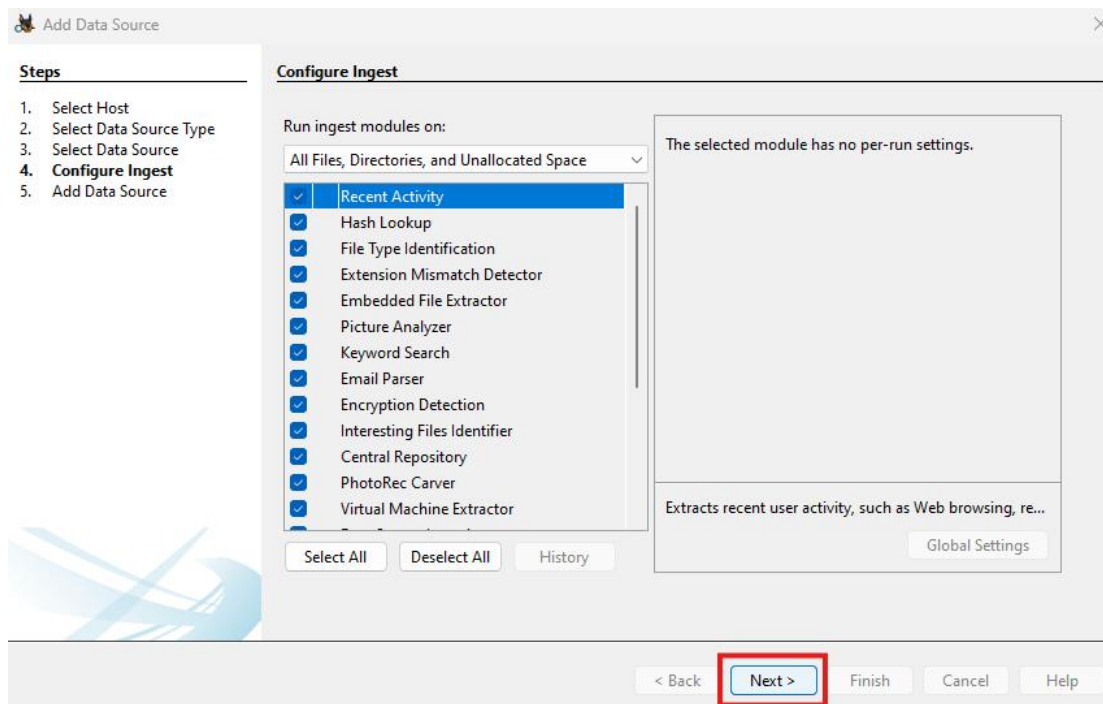 Add Data Source
Steps
1. Select Host
2. Select Data Source Type
3. Select Data Source
4. Configure Ingest
5. Add Data Source
Configure Ingest
Run ingest modules on:
All Files, Directories, and Unallocated Space
Recent Activity
Hash Lookup
File Type Identification
Extension Mismatch Detector
Embedded File Extractor
Picture Analyzer
Keyword Search
Email Parser
Encryption Detection
Interesting Files Identifier
Central Repository
PhotoRec Carver
Virtual Machine Extractor
Select All
Deselect All
History
The selected module has no per-run settings.
Extracts recent user activity, such as Web browsing, re...
Global Settings
< Back
Next >
Finish
Cancel
Help